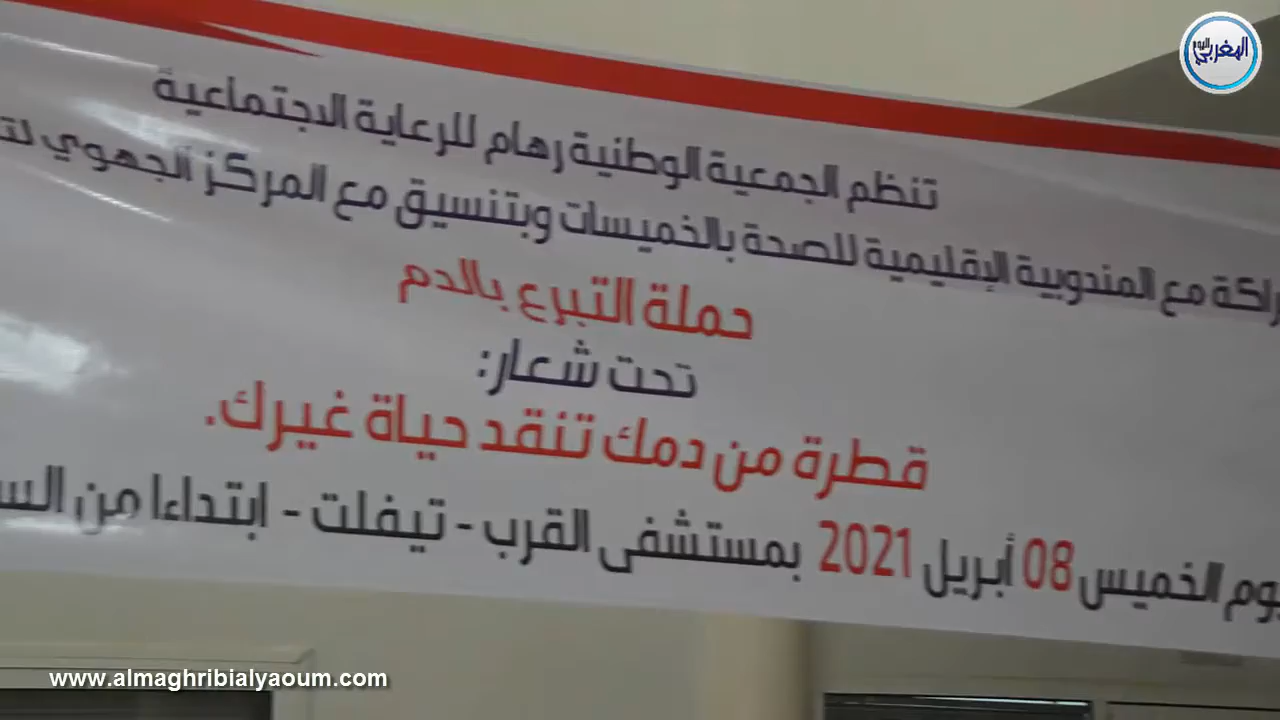 المغربي اليوم
تنظم الجمعية الوطنية رهام للرعاية الاجتماعية
مع المندوبية الإقليمية للصحة بالخميسات وبتنسيق مع المركز الجهوي
حملة التبرع بالدم
تحت شعار:
قطرة من دمك تنقد حياة غيرك.
يوم الخميس 08 أبريل 2021 بمستشفى القرب - تيفلت - ابتداءا من
www.almaghribialyaoum.com